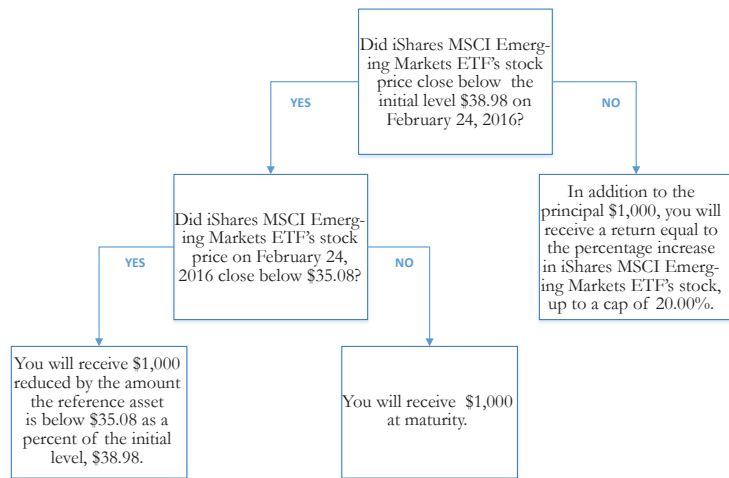 Did iShares MSCI Emerg-
ing Markets ETF's stock
price close below the
initial level $38.98 on
February 24, 2016?
YES
NO
Did iShares MSCI Emerg-
ing Markets ETF's stock
price on February 24,
2016 close below $35.08?
In addition to the
principal $1,000, you will
receive a return equal to
the percentage increase
in iShares MSCI Emerg-
ing Markets ETF's stock,
up to a cap of 20.00%.
YES
NO
You will receive $1,000
reduced by the amount
the reference asset
is below $35.08 as a
percent of the initial
level, $38.98.
You will receive $1,000
at maturity.